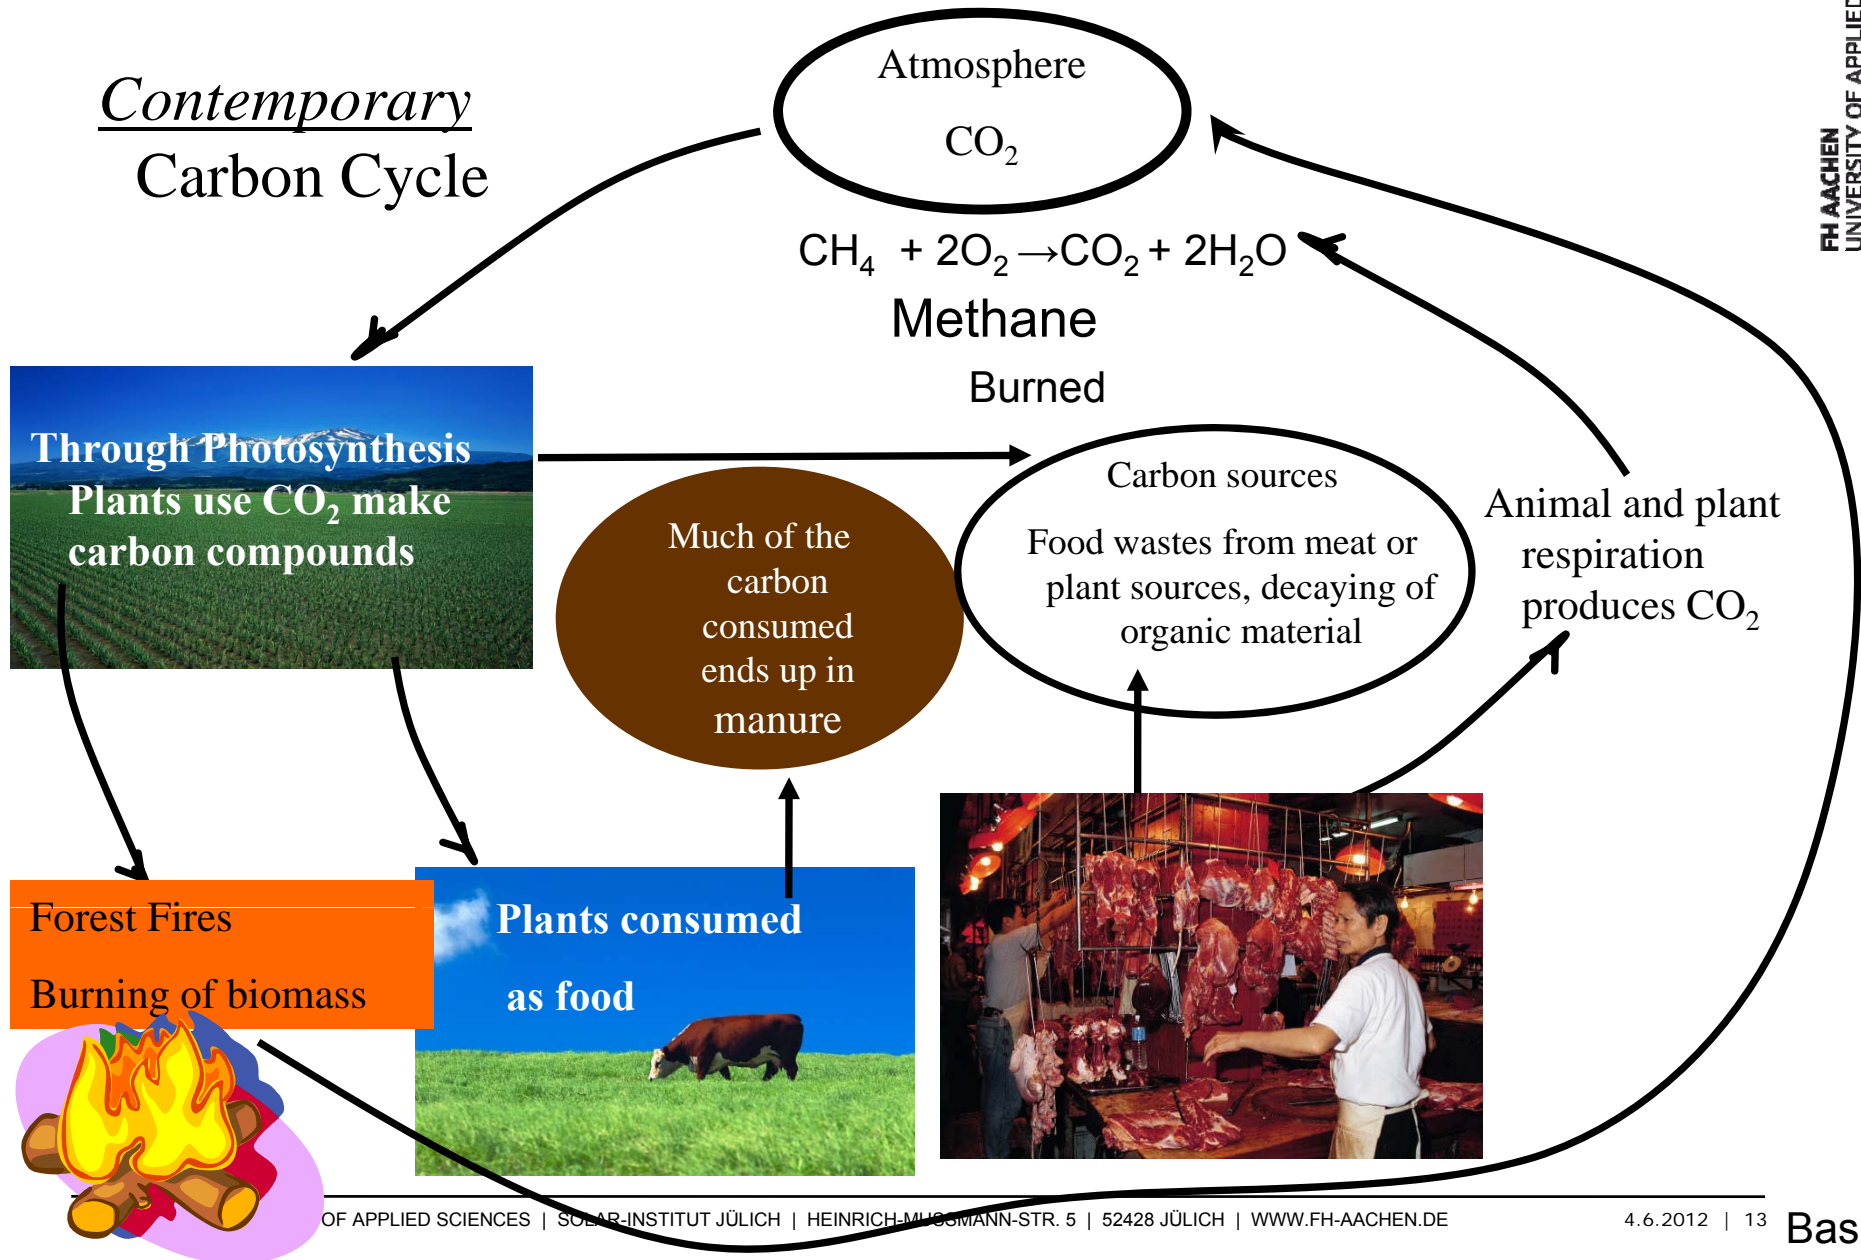 Contemporary
Carbon Cycle
Atmosphere
CO₂
CH₄ + 2O₂ →CO₂ + 2H₂O
Methane
Burned
Through Photosynthesis
Plants use CO₂ make
carbon compounds
Much of the
carbon
consumed
ends up in
manure
Carbon sources
Food wastes from meat or
plant sources, decaying of
organic material
Animal and plant
respiration
produces CO₂
Forest Fires
Burning of biomass
Plants consumed
as food
FH AACHEN
UNIVERSITY OF APPLIED
OF APPLIED SCIENCES | SOLAR-INSTITUT JÜLICH | HEINRICH-MUSSMANN-STR. 5 | 52428 JÜLICH | WWW.FH-AACHEN.DE
4.6.2012 | 13
Bas